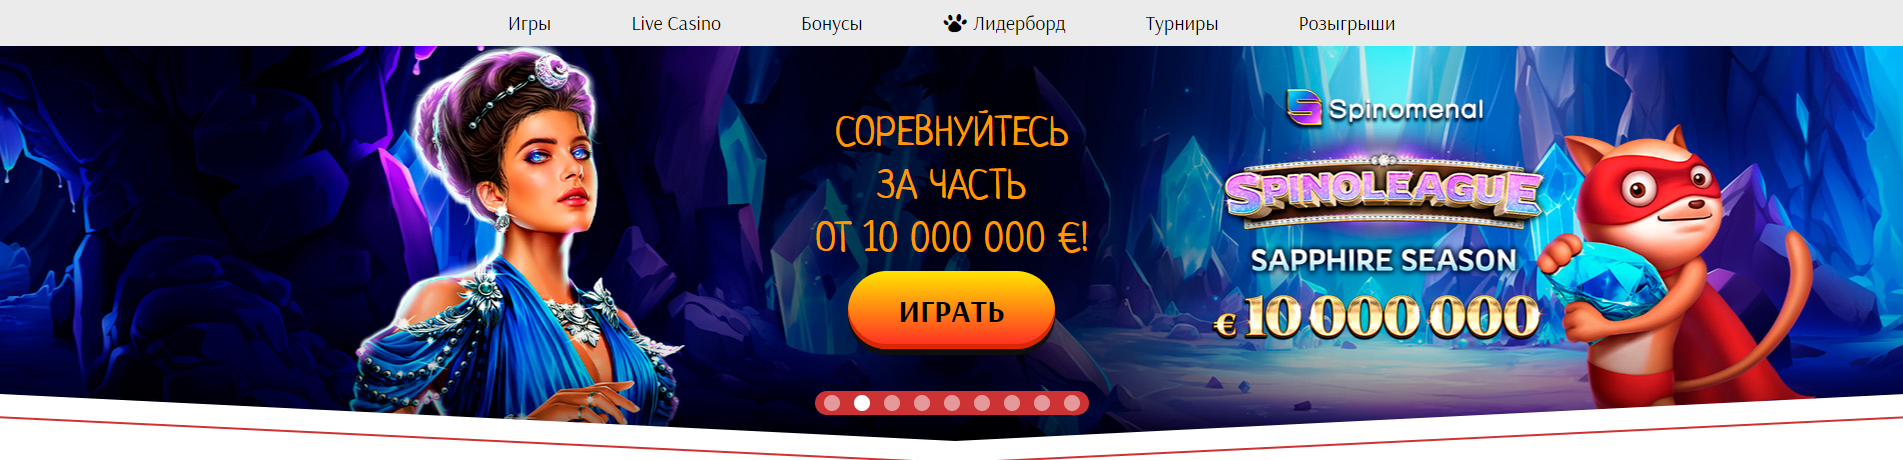 Игры Live Casino Бонусы Лидерборд Турниры Розыгрыши
СОРЕВНУЙТЕСЬ
ЗА ЧАСТЬ
ОТ 10 000 000 €!
ИГРАТЬ
Spinomenal
SPINOLEAGUE
SAPPHIRE SEASON
€ 10 000 000